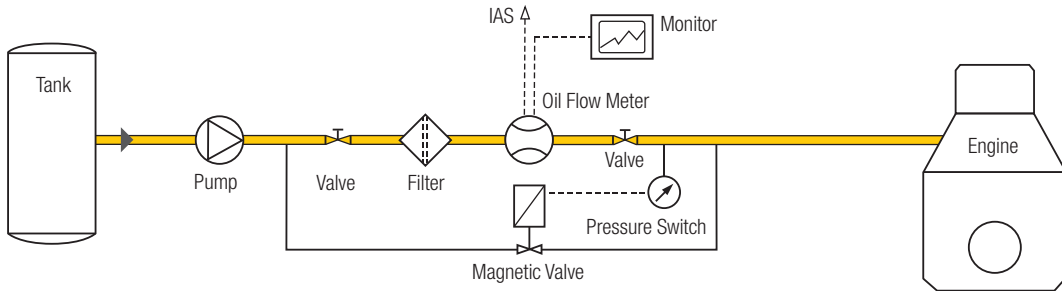 IAS
Monitor
Tank
Oil Flow Meter
Engine
Valve
Pump
Valve
Filter
Pressure Switch
Magnetic Valve